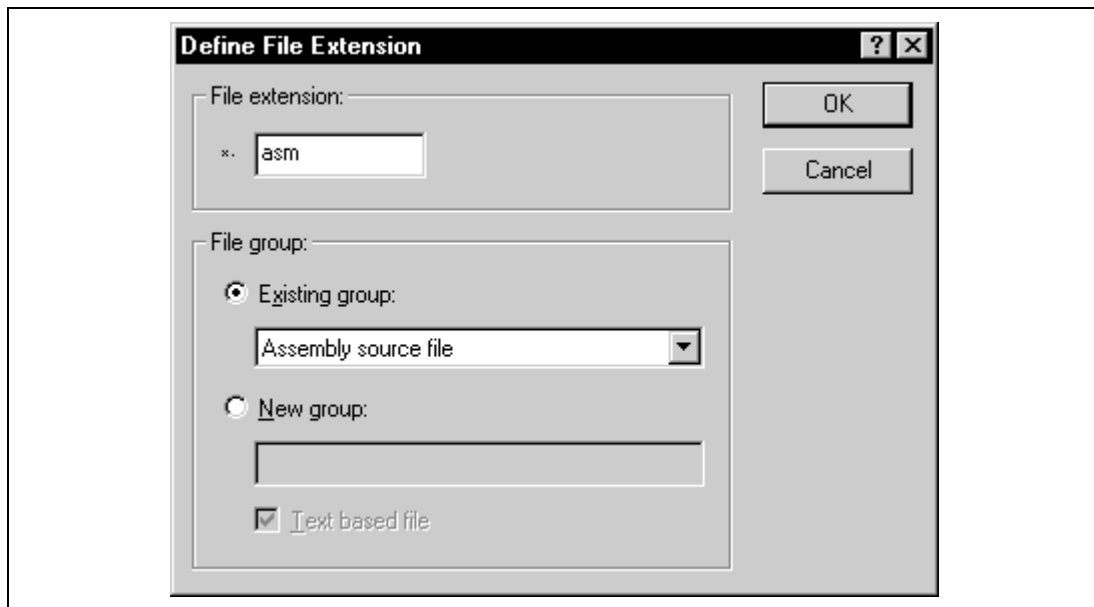 Define File Extension
File extension:
*. asm
OK
Cancel
File group:
Existing group:
Assembly source file
New group:
Text based file